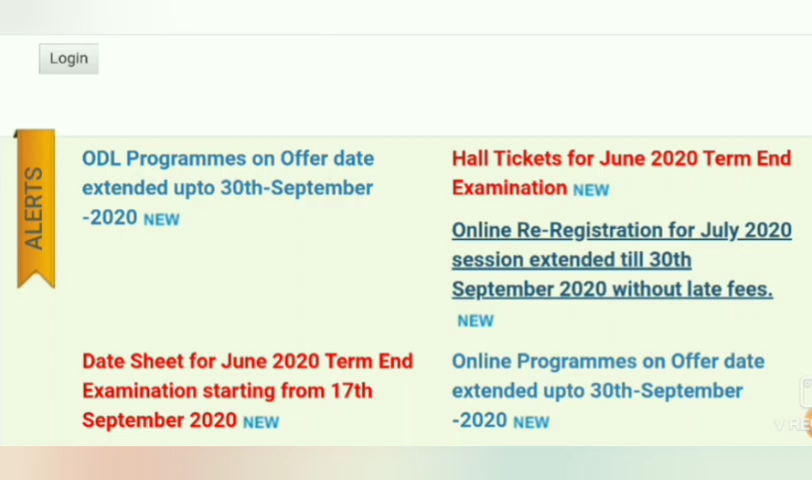 Login
ALERTS
ODL Programmes on Offer date
extended upto 30th-September
-2020 NEW
Hall Tickets for June 2020 Term End
Examination NEW
Online Re-Registration for July 2020
session extended till 30th
September 2020 without late fees.
NEW
Date Sheet for June 2020 Term End
Examination starting from 17th
September 2020 NEW
Online Programmes on Offer date
extended upto 30th-September
-2020 NEW